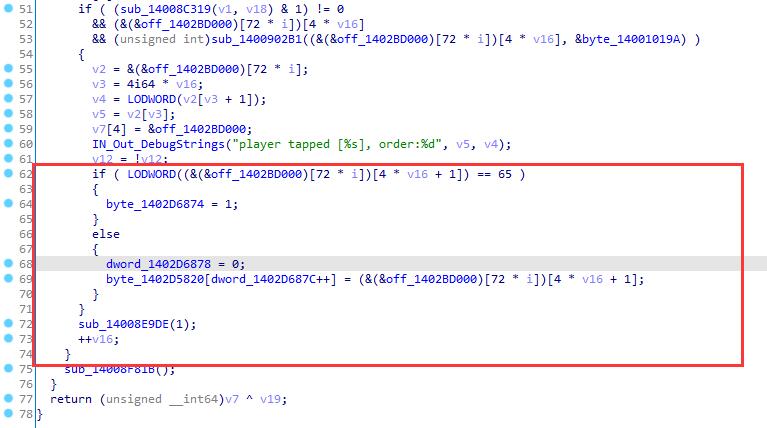 51 if ( (sub_14008C319(v1, v18) & 1) != 0
52 && (&(&off_1402BD000)[72 * i])[4 * v16]
53 && (unsigned int)sub_1400902B1((&(&off_1402BD000)[72 * i])[4 * v16], &byte_14001019A) )
54 {
55 v2 = &(&off_1402BD000)[72 * i];
56 v3 = 4i64 * v16;
57 v4 = LODWORD(v2[v3 + 1]);
58 v5 = v2[v3];
59 v7[4] = &off_1402BD000;
60 IN_Out_DebugStrings("player tapped [%s], order:%d", v5, v4);
61 v12 = !v12;
62 if ( LODWORD((&(&off_1402BD000)[72 * i])[4 * v16 + 1]) == 65 )
63 {
64 byte_1402D6874 = 1;
65 }
66 else
67 {
68 dword_1402D6878 = 0;
69 byte_1402D5820[dword_1402D687C++] = (&(&off_1402BD000)[72 * i])[4 * v16 + 1];
70 }
71 }
72 sub_14008E9DE(1);
73 ++v16;
74 }
75 sub_14008F81B();
76 }
77 return (unsigned __int64)v7 ^ v19;
78 }